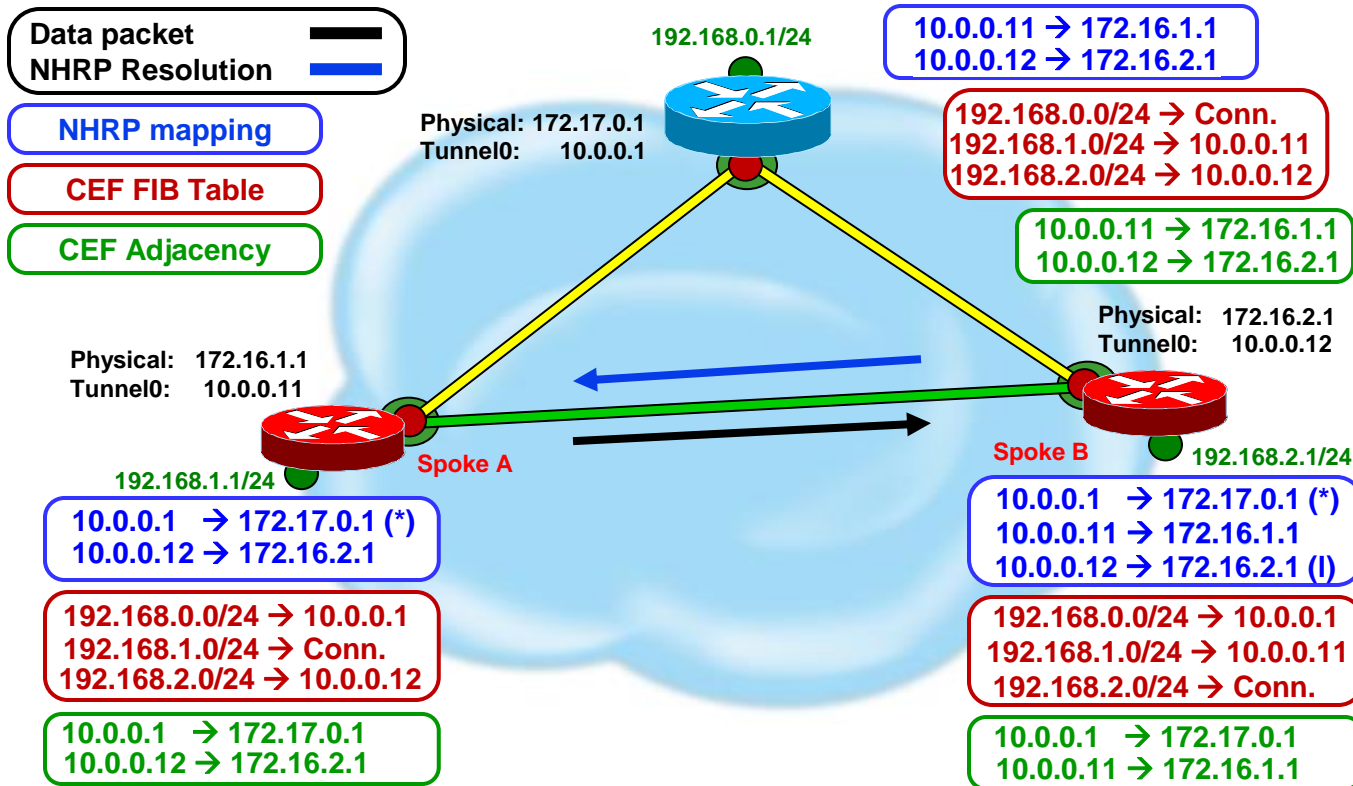 Data packet
NHRP Resolution
NHRP mapping
CEF FIB Table
CEF Adjacency
192.168.0.1/24
Physical: 172.17.0.1
Tunnel0: 10.0.0.1
10.0.0.11 → 172.16.1.1
10.0.0.12 → 172.16.2.1
192.168.0.0/24 → Conn.
192.168.1.0/24 → 10.0.0.11
192.168.2.0/24 → 10.0.0.12
10.0.0.11 → 172.16.1.1
10.0.0.12 → 172.16.2.1
Physical: 172.16.1.1
Tunnel0: 10.0.0.11
Spoke A
192.168.1.1/24
10.0.0.1 → 172.17.0.1 (*)
10.0.0.12 → 172.16.2.1
192.168.0.0/24 → 10.0.0.1
192.168.1.0/24 → Conn.
192.168.2.0/24 → 10.0.0.12
10.0.0.1 → 172.17.0.1
10.0.0.12 → 172.16.2.1
Physical: 172.16.2.1
Tunnel0: 10.0.0.12
Spoke B
192.168.2.1/24
10.0.0.1 → 172.17.0.1 (*)
10.0.0.11 → 172.16.1.1
10.0.0.12 → 172.16.2.1 (l)
192.168.0.0/24 → 10.0.0.1
192.168.1.0/24 → 10.0.0.11
192.168.2.0/24 → Conn.
10.0.0.1 → 172.17.0.1
10.0.0.11 → 172.16.1.1